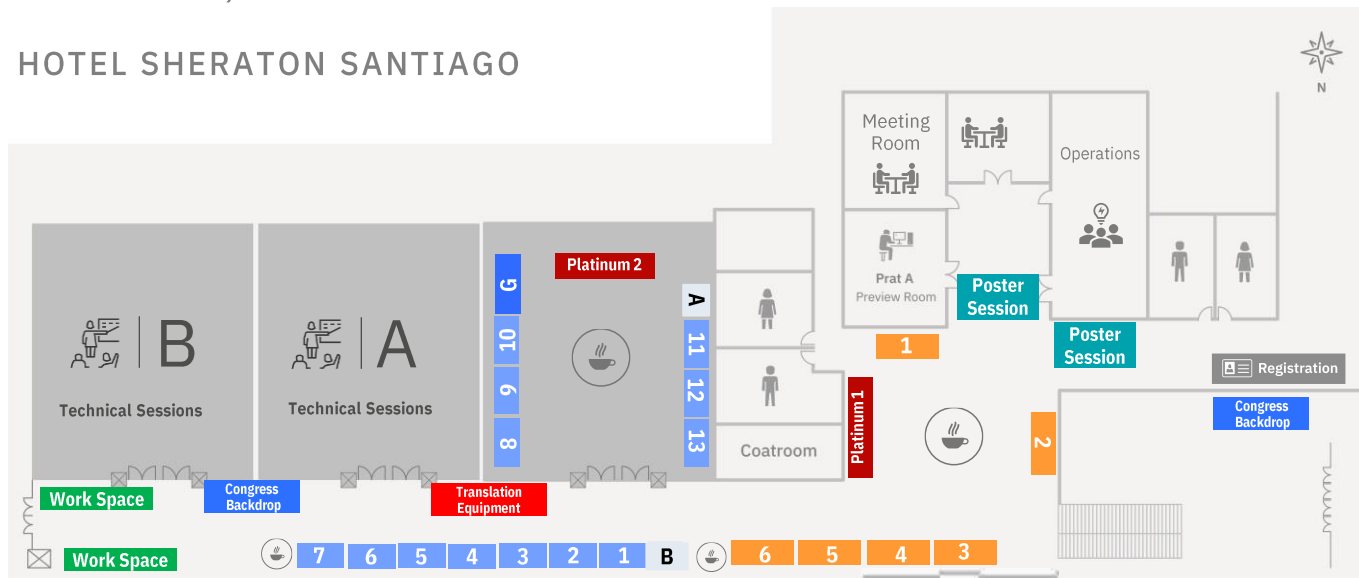 HOTEL SHERATON SANTIAGO
N
Meeting
Room
Operations
Prat A
Preview Room
Poster
Session
Poster
Session
1
Registration
Congress
Backdrop
2
Platinum 1
Coatroom
Platinum 2
G
10
9
8
A
11
12
13
B
Technical Sessions
A
Technical Sessions
Work Space
Congress
Backdrop
Translation
Equipment
Work Space
7
6
5
4
3
2
1
B
6
5
4
3